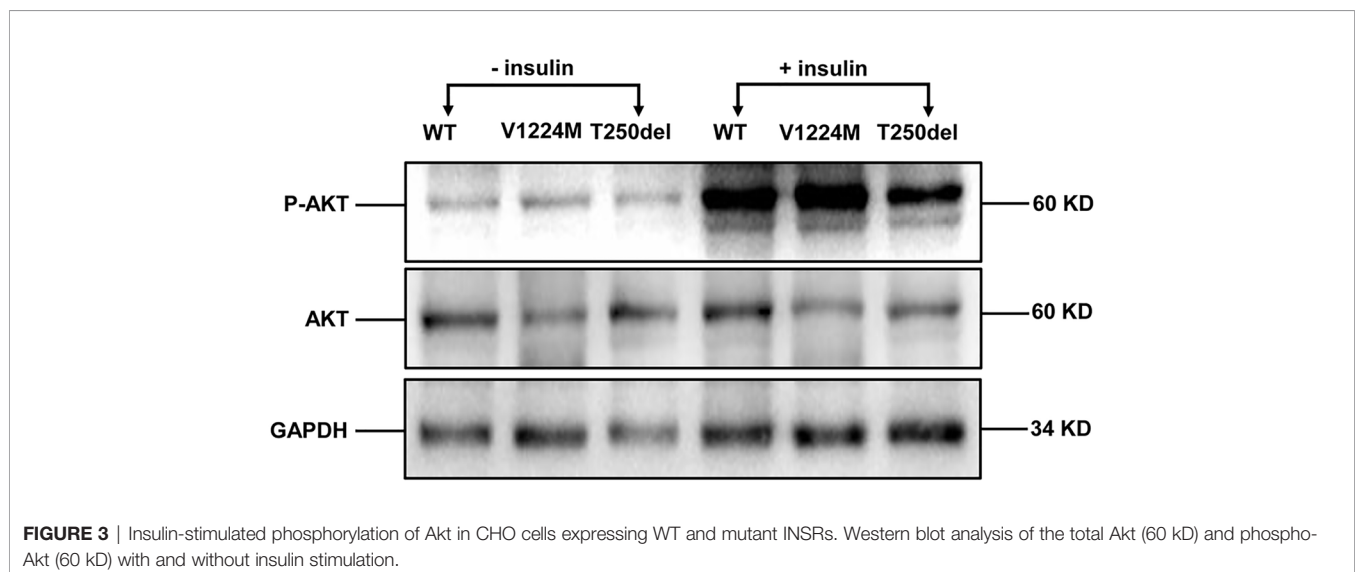 - insulin + insulin
WT V1224M T250del WT V1224M T250del
P-AKT 60 KD
AKT 60 KD
GAPDH 34 KD
FIGURE 3 | Insulin-stimulated phosphorylation of Akt in CHO cells expressing WT and mutant INSRs. Western blot analysis of the total Akt (60 kD) and phospho-
Akt (60 kD) with and without insulin stimulation.